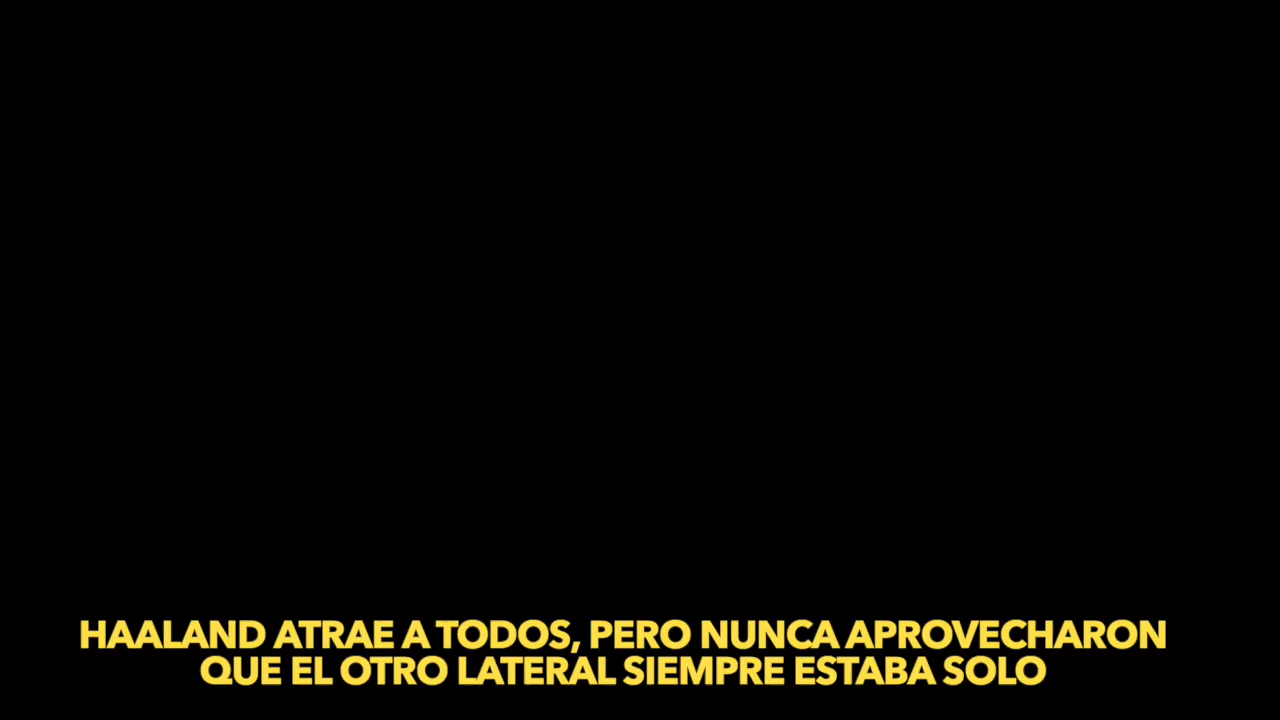 HAALAND ATRAE A TODOS, PERO NUNCA APROVECHARON
QUE EL OTRO LATERAL SIEMPRE ESTABA SOLO